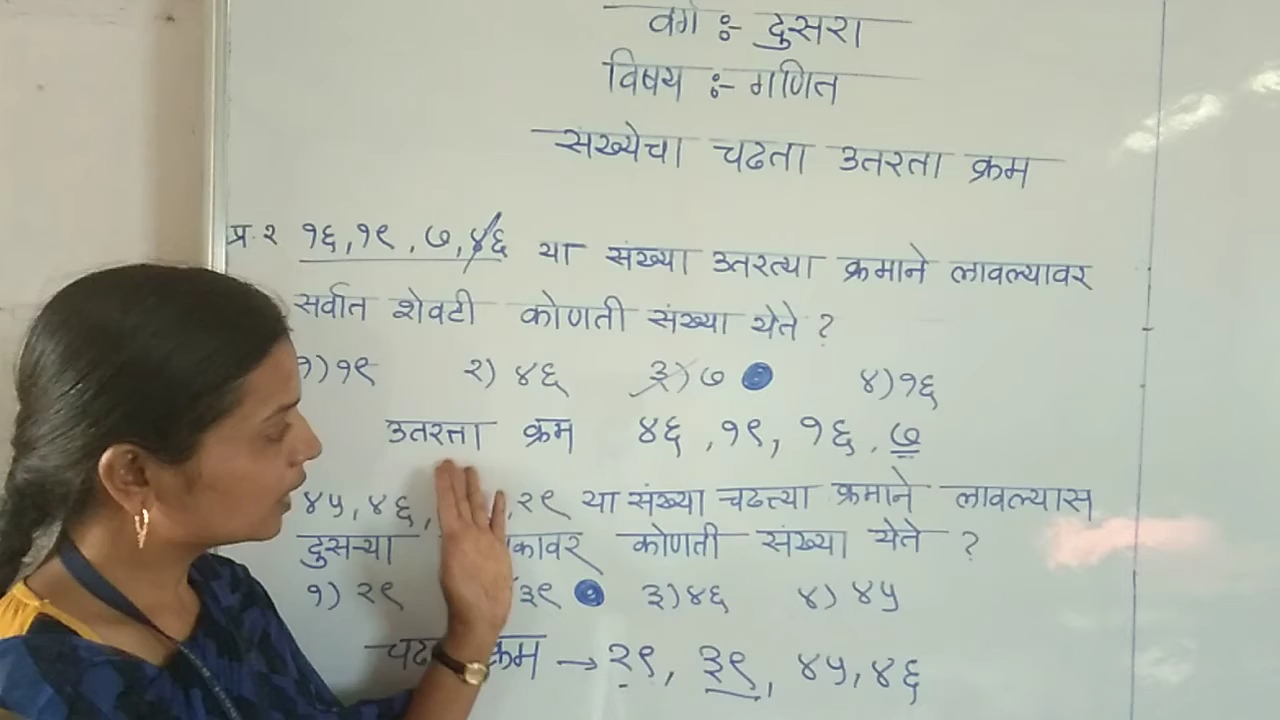 वर्ग :- दुसरा
विषय :- गणित
संख्येचा चढता उतरता क्रम
प्र.२ १६,१९,७,४६ या संख्या उतरत्या क्रमाने लावल्यावर
सर्वात शेवटी कोणती संख्या येते ?
१) १९ २) ४६ ३) ७ ४) १६
उतरता क्रम ४६,१९,१६,७
४५,४६, ,२९ या संख्या चढत्या क्रमाने लावल्यास
दुसऱ्या कोणती संख्या येते ?
१) २९ ३९ ३) ४६ ४) ४५
क्रम → २९, ३९, ४५,४६